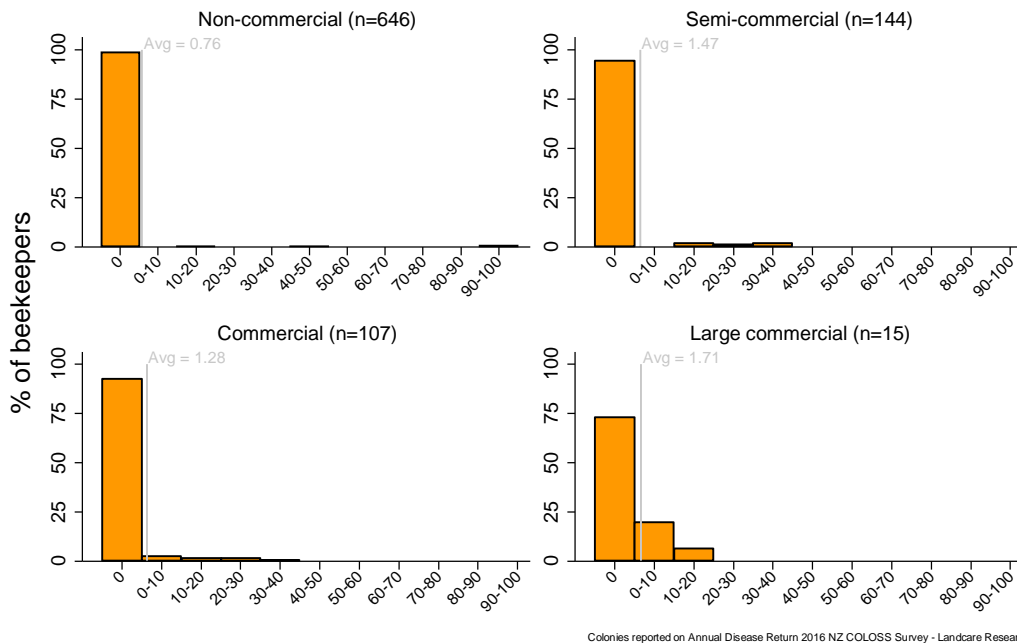 Non-commercial (n=646)
Avg = 0.76
100
75
50
25
0
0 0-10 10-20 20-30 30-40 40-50 50-60 60-70 70-80 80-90 90-100
Semi-commercial (n=144)
Avg = 1.47
100
75
50
25
0
0 0-10 10-20 20-30 30-40 40-50 50-60 60-70 70-80 80-90 90-100
% of beekeepers
Commercial (n=107)
Avg = 1.28
100
75
50
25
0
0 0-10 10-20 20-30 30-40 40-50 50-60 60-70 70-80 80-90 90-100
Large commercial (n=15)
Avg = 1.71
100
75
50
25
0
0 0-10 10-20 20-30 30-40 40-50 50-60 60-70 70-80 80-90 90-100
Colonies reported on Annual Disease Return 2016 NZ COLOSS Survey - Landcare Resear